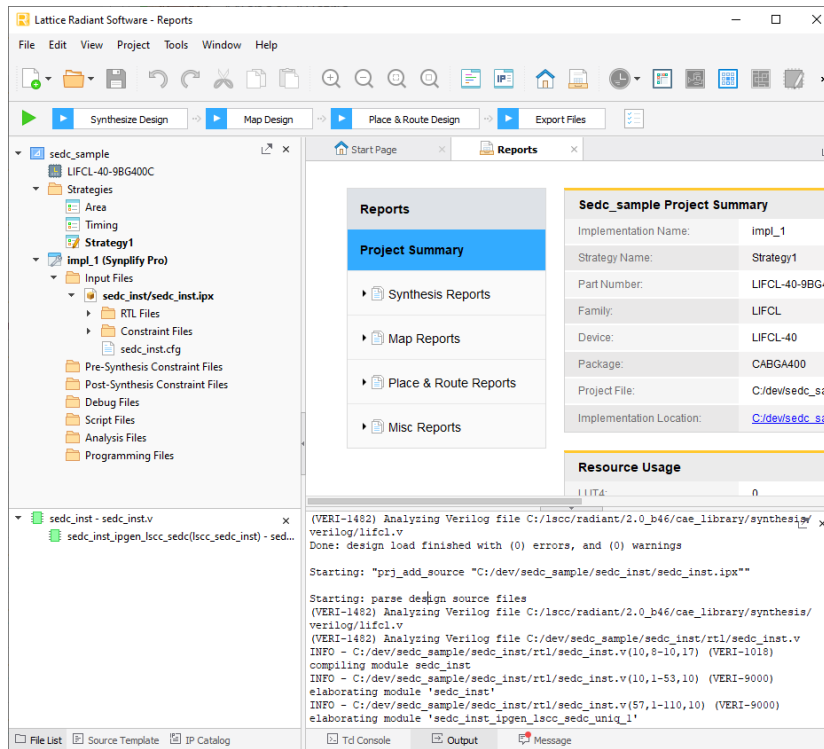 Lattice Radiant Software - Reports
File Edit View Project Tools Window Help
IP
Synthesize Design Map Design Place & Route Design Export Files
sedc_sample
LIFCL-40-9BG400C
Strategies
Area
Timing
Strategy1
impl_1 (Synplify Pro)
Input Files
sedc_inst/sedc_inst.ipx
RTL Files
Constraint Files
sedc_inst.cfg
Pre-Synthesis Constraint Files
Post-Synthesis Constraint Files
Debug Files
Script Files
Analysis Files
Programming Files
sedc_inst - sedc_inst.v
sedc_inst_ipgen_lscc_sedc(lscc_sedc_inst) - sed...
File List Source Template IP Catalog
Start Page Reports
Reports
Project Summary
Synthesis Reports
Map Reports
Place & Route Reports
Misc Reports
Sedc_sample Project Summary
Implementation Name: impl_1
Strategy Name: Strategy1
Part Number: LIFCL-40-9BG4
Family: LIFCL
Device: LIFCL-40
Package: CABGA400
Project File: C:/dev/sedc_sa
Implementation Location: C:/dev/sedc_sa
Resource Usage
LUT4: 0
(VERI-1482) Analyzing Verilog file C:/lscc/radiant/2.0_b46/cae_library/synthesis/
verilog/lifcl.v
Done: design load finished with (0) errors, and (0) warnings
Starting: "prj_add_source "C:/dev/sedc_sample/sedc_inst/sedc_inst.ipx""
Starting: parse design source files
(VERI-1482) Analyzing Verilog file C:/lscc/radiant/2.0_b46/cae_library/synthesis/
verilog/lifcl.v
(VERI-1482) Analyzing Verilog file C:/dev/sedc_sample/sedc_inst/rtl/sedc_inst.v
INFO - C:/dev/sedc_sample/sedc_inst/rtl/sedc_inst.v(10,8-10,17) (VERI-1018)
compiling module sedc_inst
INFO - C:/dev/sedc_sample/sedc_inst/rtl/sedc_inst.v(10,1-53,10) (VERI-9000)
elaborating module 'sedc_inst'
INFO - C:/dev/sedc_sample/sedc_inst/rtl/sedc_inst.v(57,1-110,10) (VERI-9000)
elaborating module 'sedc_inst_ipgen_lscc_sedc_uniq_1'
Tcl Console Output Message